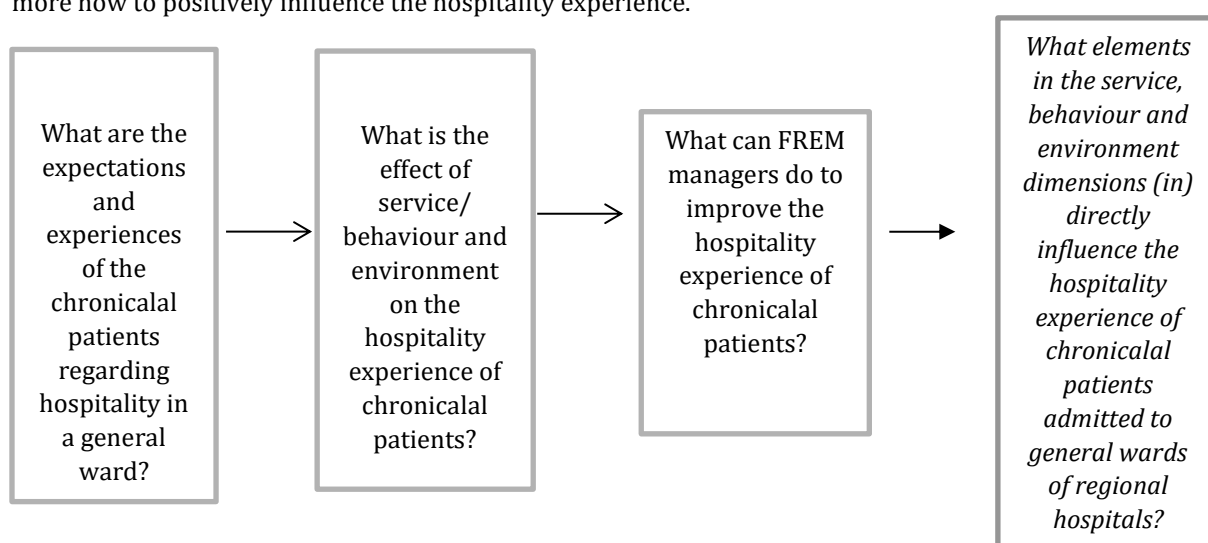 more how to positively influence the hospitality experience.
What are the
expectations
and
experiences
of the
chronicalal
patients
regarding
hospitality in
a general
ward?
What is the
effect of
service/
behaviour and
environment
on the
hospitality
experience of
chronicalal
patients?
What can FREM
managers do to
improve the
hospitality
experience of
chronicalal
patients?
What elements
in the service,
behaviour and
environment
dimensions (in)
directly
influence the
hospitality
experience of
chronicalal
patients
admitted to
general wards
of regional
hospitals?